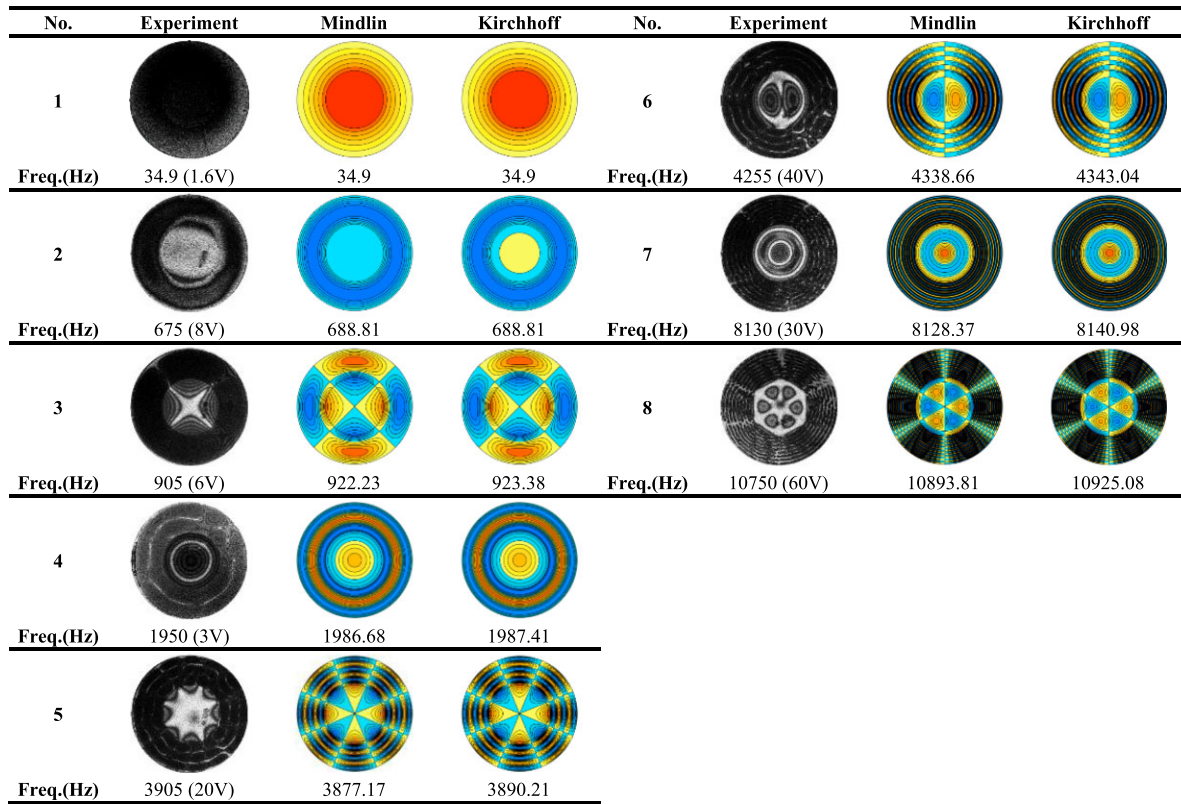 No. Experiment Mindlin Kirchhoff
1
Freq.(Hz) 34.9 (1.6V) 34.9 34.9
2
Freq.(Hz) 675 (8V) 688.81 688.81
3
Freq.(Hz) 905 (6V) 922.23 923.38
4
Freq.(Hz) 1950 (3V) 1986.68 1987.41
5
Freq.(Hz) 3905 (20V) 3877.17 3890.21
No. Experiment Mindlin Kirchhoff
6
Freq.(Hz) 4255 (40V) 4338.66 4343.04
7
Freq.(Hz) 8130 (30V) 8128.37 8140.98
8
Freq.(Hz) 10750 (60V) 10893.81 10925.08